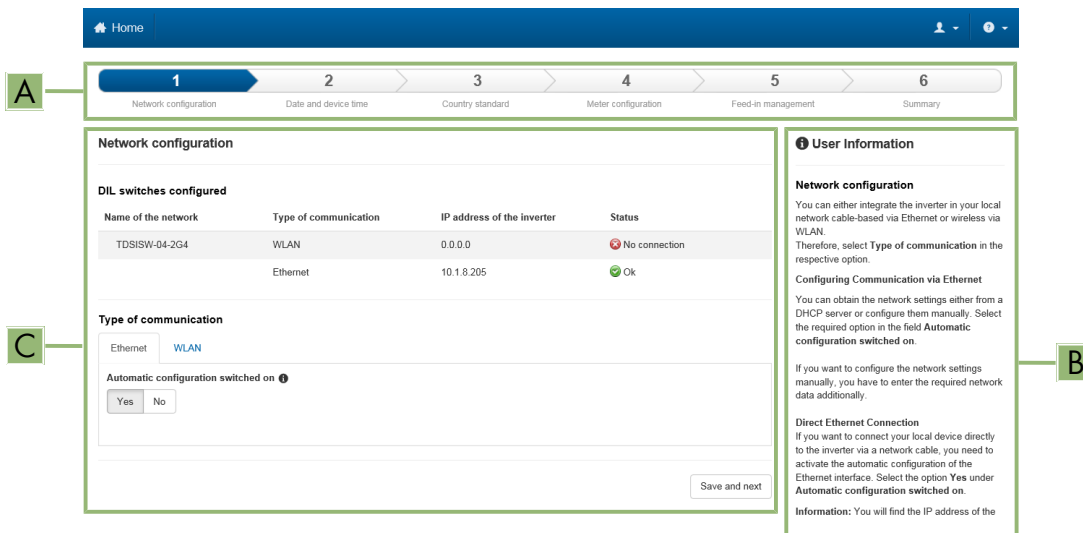 Home
A
1 2 3 4 5 6
Network configuration Date and device time Country standard Meter configuration Feed-in management Summary
Network configuration
DIL switches configured
Name of the network Type of communication IP address of the inverter Status
TDSISW-04-2G4 WLAN 0.0.0.0 No connection
Ethernet 10.1.8.205 Ok
C
Type of communication
Ethernet WLAN
Automatic configuration switched on
Yes No
Save and next
User Information
Network configuration
You can either integrate the inverter in your local
network cable-based via Ethernet or wireless via
WLAN.
Therefore, select Type of communication in the
respective option.
Configuring Communication via Ethernet
You can obtain the network settings either from a
DHCP server or configure them manually. Select
the required option in the field Automatic
configuration switched on.
B
If you want to configure the network settings
manually, you have to enter the required network
data additionally.
Direct Ethernet Connection
If you want to connect your local device directly
to the inverter via a network cable, you need to
activate the automatic configuration of the
Ethernet interface. Select the option Yes under
Automatic configuration switched on.
Information: You will find the IP address of the